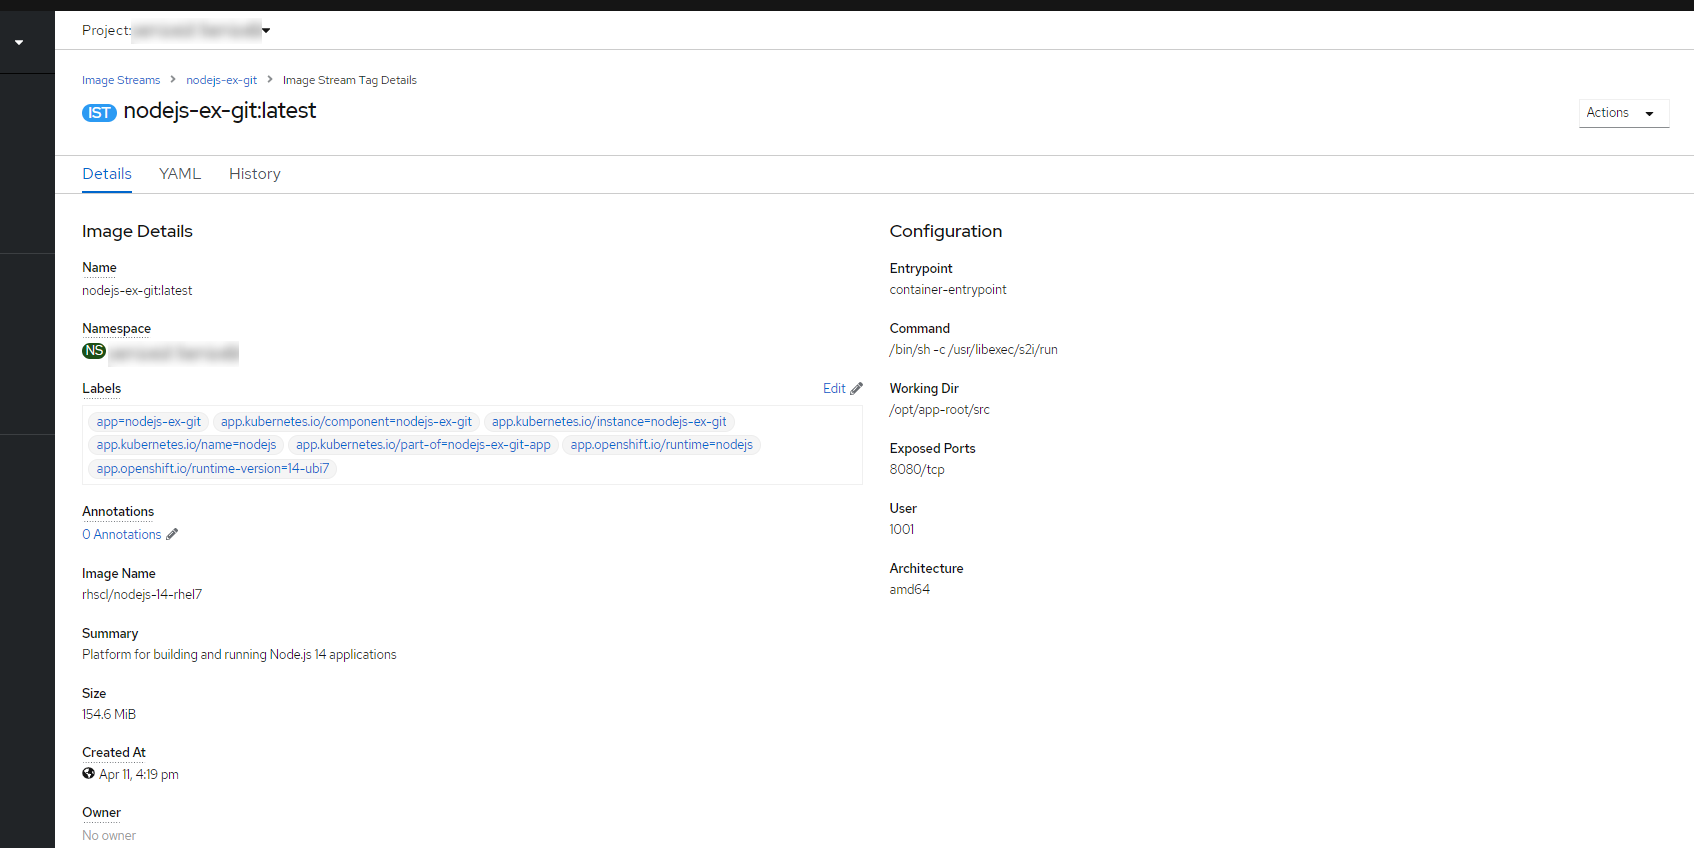 Project:
Image Streams > nodejs-ex-git > Image Stream Tag Details
IST nodejs-ex-git:latest
Actions
Details YAML History
Image Details
Name
nodejs-ex-git:latest
Namespace
NS
Labels
Edit
app=nodejs-ex-git app.kubernetes.io/component=nodejs-ex-git app.kubernetes.io/instance=nodejs-ex-git
app.kubernetes.io/name=nodejs app.kubernetes.io/part-of=nodejs-ex-git-app app.openshift.io/runtime=nodejs
app.openshift.io/runtime-version=14-ubi7
Annotations
0 Annotations
Image Name
rhscl/nodejs-14-rhel7
Summary
Platform for building and running Node.js 14 applications
Size
154.6 MiB
Created At
Apr 11, 4:19 pm
Owner
No owner
Configuration
Entrypoint
container-entrypoint
Command
/bin/sh -c /usr/libexec/s2i/run
Working Dir
/opt/app-root/src
Exposed Ports
8080/tcp
User
1001
Architecture
amd64